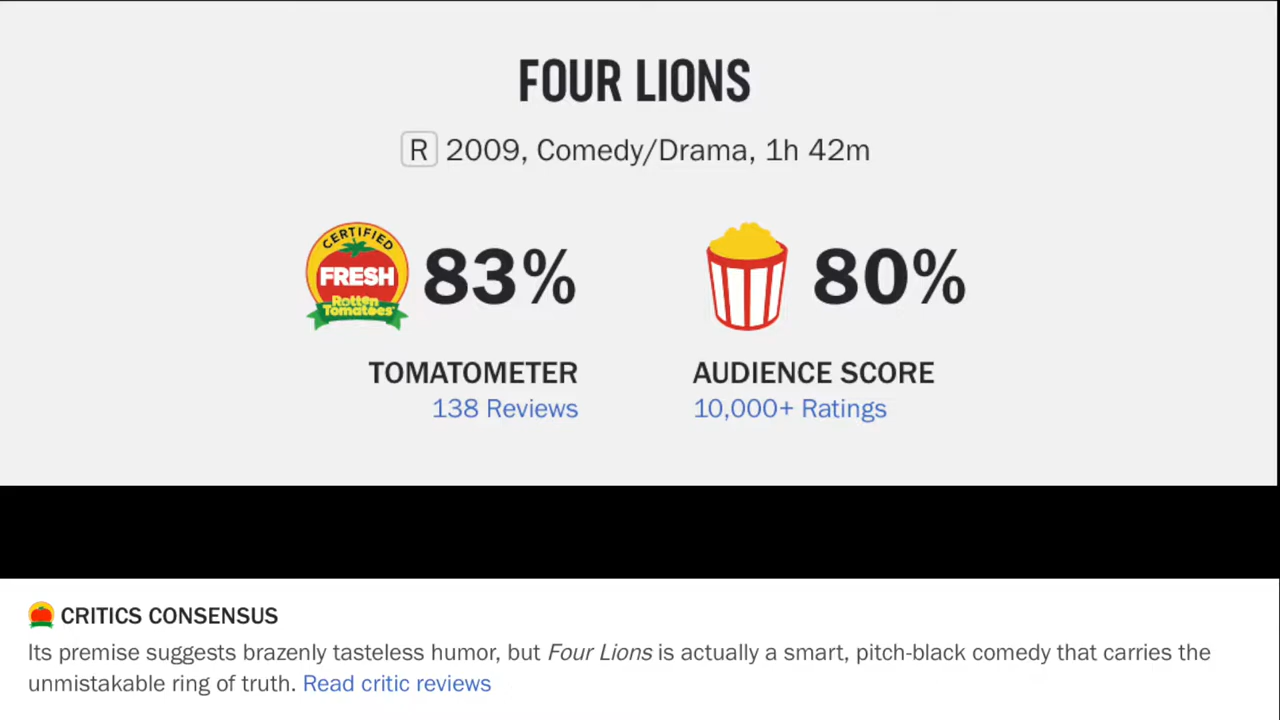 FOUR LIONS
R 2009, Comedy/Drama, 1h 42m
CERTIFIED
FRESH
Rotten
Tomatoes
83%
80%
TOMATOMETER
AUDIENCE SCORE
138 Reviews
10,000+ Ratings
CRITICS CONSENSUS
Its premise suggests brazenly tasteless humor, but Four Lions is actually a smart, pitch-black comedy that carries the
unmistakable ring of truth. Read critic reviews